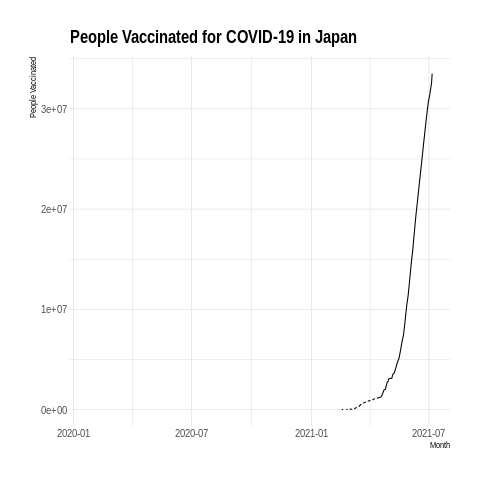 People Vaccinated for COVID-19 in Japan
People Vaccinated
3e+07
2e+07
1e+07
0e+00
2020-01 2020-07 2021-01 2021-07
Month